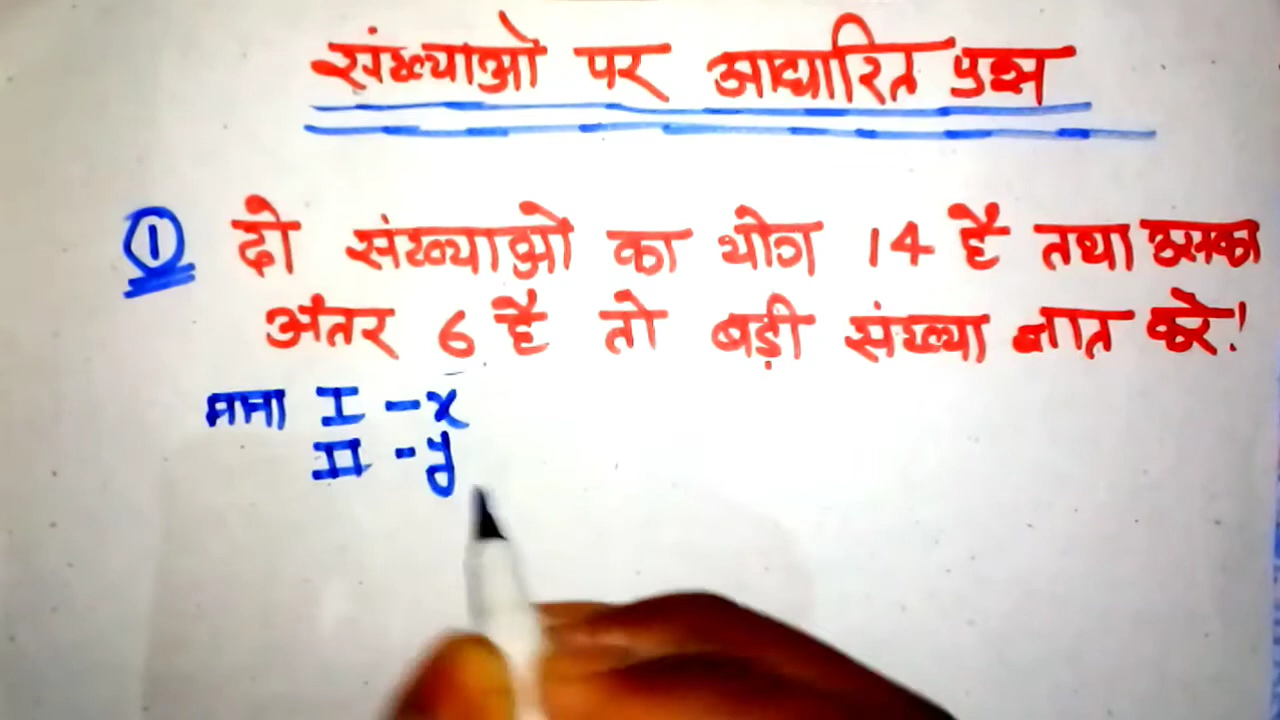 संख्याओ पर आधारित प्रश्न
① दो संख्याओ का योग 14 है तथा उसका
अंतर 6 है तो बड़ी संख्या ज्ञात करे!
माना I - x
II - y